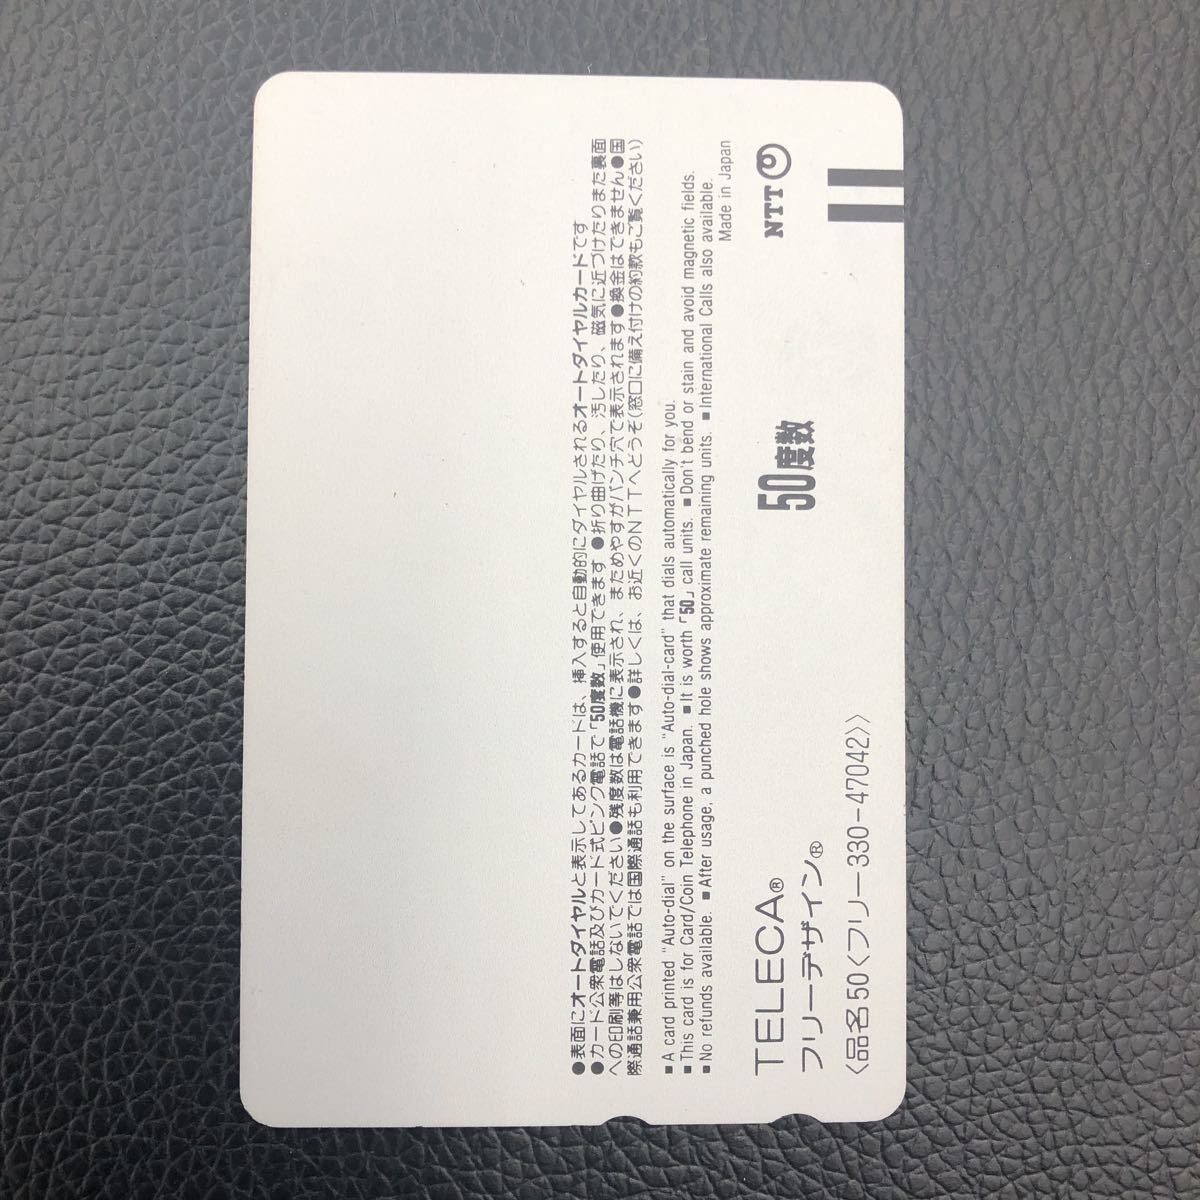 ●表面にオートダイヤルと表示してあるカードは、挿入すると自動的にダイヤルされるオートダイヤルカードです
●カード公衆電話及びカード式ピンク電話で「50度数」使用できます ●折り曲げたり、汚したり、磁気に近づけたりまた裏面
への印刷等はしないでください●残度数は電話機に表示され、まためやすがパンチ穴で表示されます●換金はできません●国
際通話兼用公衆電話では国際通話も利用できます●詳しくは、お近くのNTTへどうぞ(窓口に備え付けの約款もご覧ください)
■A card printed "Auto-dial" on the surface is "Auto-dial-card" that dials automatically for you.
■This card is for Card/Coin Telephone in Japan. ■It is worth「50」call units. ■Don't bend or stain and avoid magnetic fields.
■No refunds available. ■After usage, a punched hole shows approximate remaining units. ■International Calls also available.
Made in Japan
TELECA®
フリーデザイン®
〈品名50〈フリー330-47042〉〉
50度数
NTT